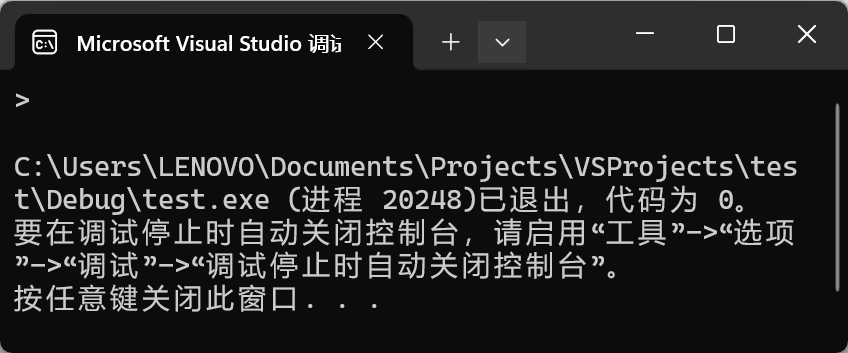 Microsoft Visual Studio 调试
>
C:\Users\LENOVO\Documents\Projects\VSProjects\tes
t\Debug\test.exe (进程 20248)已退出，代码为 0。
要在调试停止时自动关闭控制台，请启用“工具”->“选项
”->“调试”->“调试停止时自动关闭控制台”。
按任意键关闭此窗口. . .